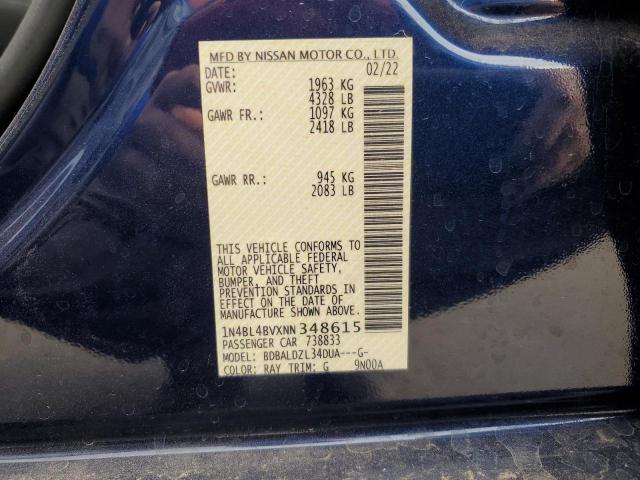 MFD BY NISSAN MOTOR CO., LTD.
DATE: 02/22
GVWR: 1963 KG
4328 LB
GAWR FR.: 1097 KG
2418 LB
GAWR RR.: 945 KG
2083 LB
THIS VEHICLE CONFORMS TO
ALL APPLICABLE FEDERAL
MOTOR VEHICLE SAFETY,
BUMPER, AND THEFT
PREVENTION STANDARDS IN
EFFECT ON THE DATE OF
MANUFACTURE SHOWN ABOVE.
1N4BL4BVXNN348615
PASSENGER CAR 738833
MODEL: BDBALDZL34DUA---G-
COLOR: RAY TRIM: G 9N00A